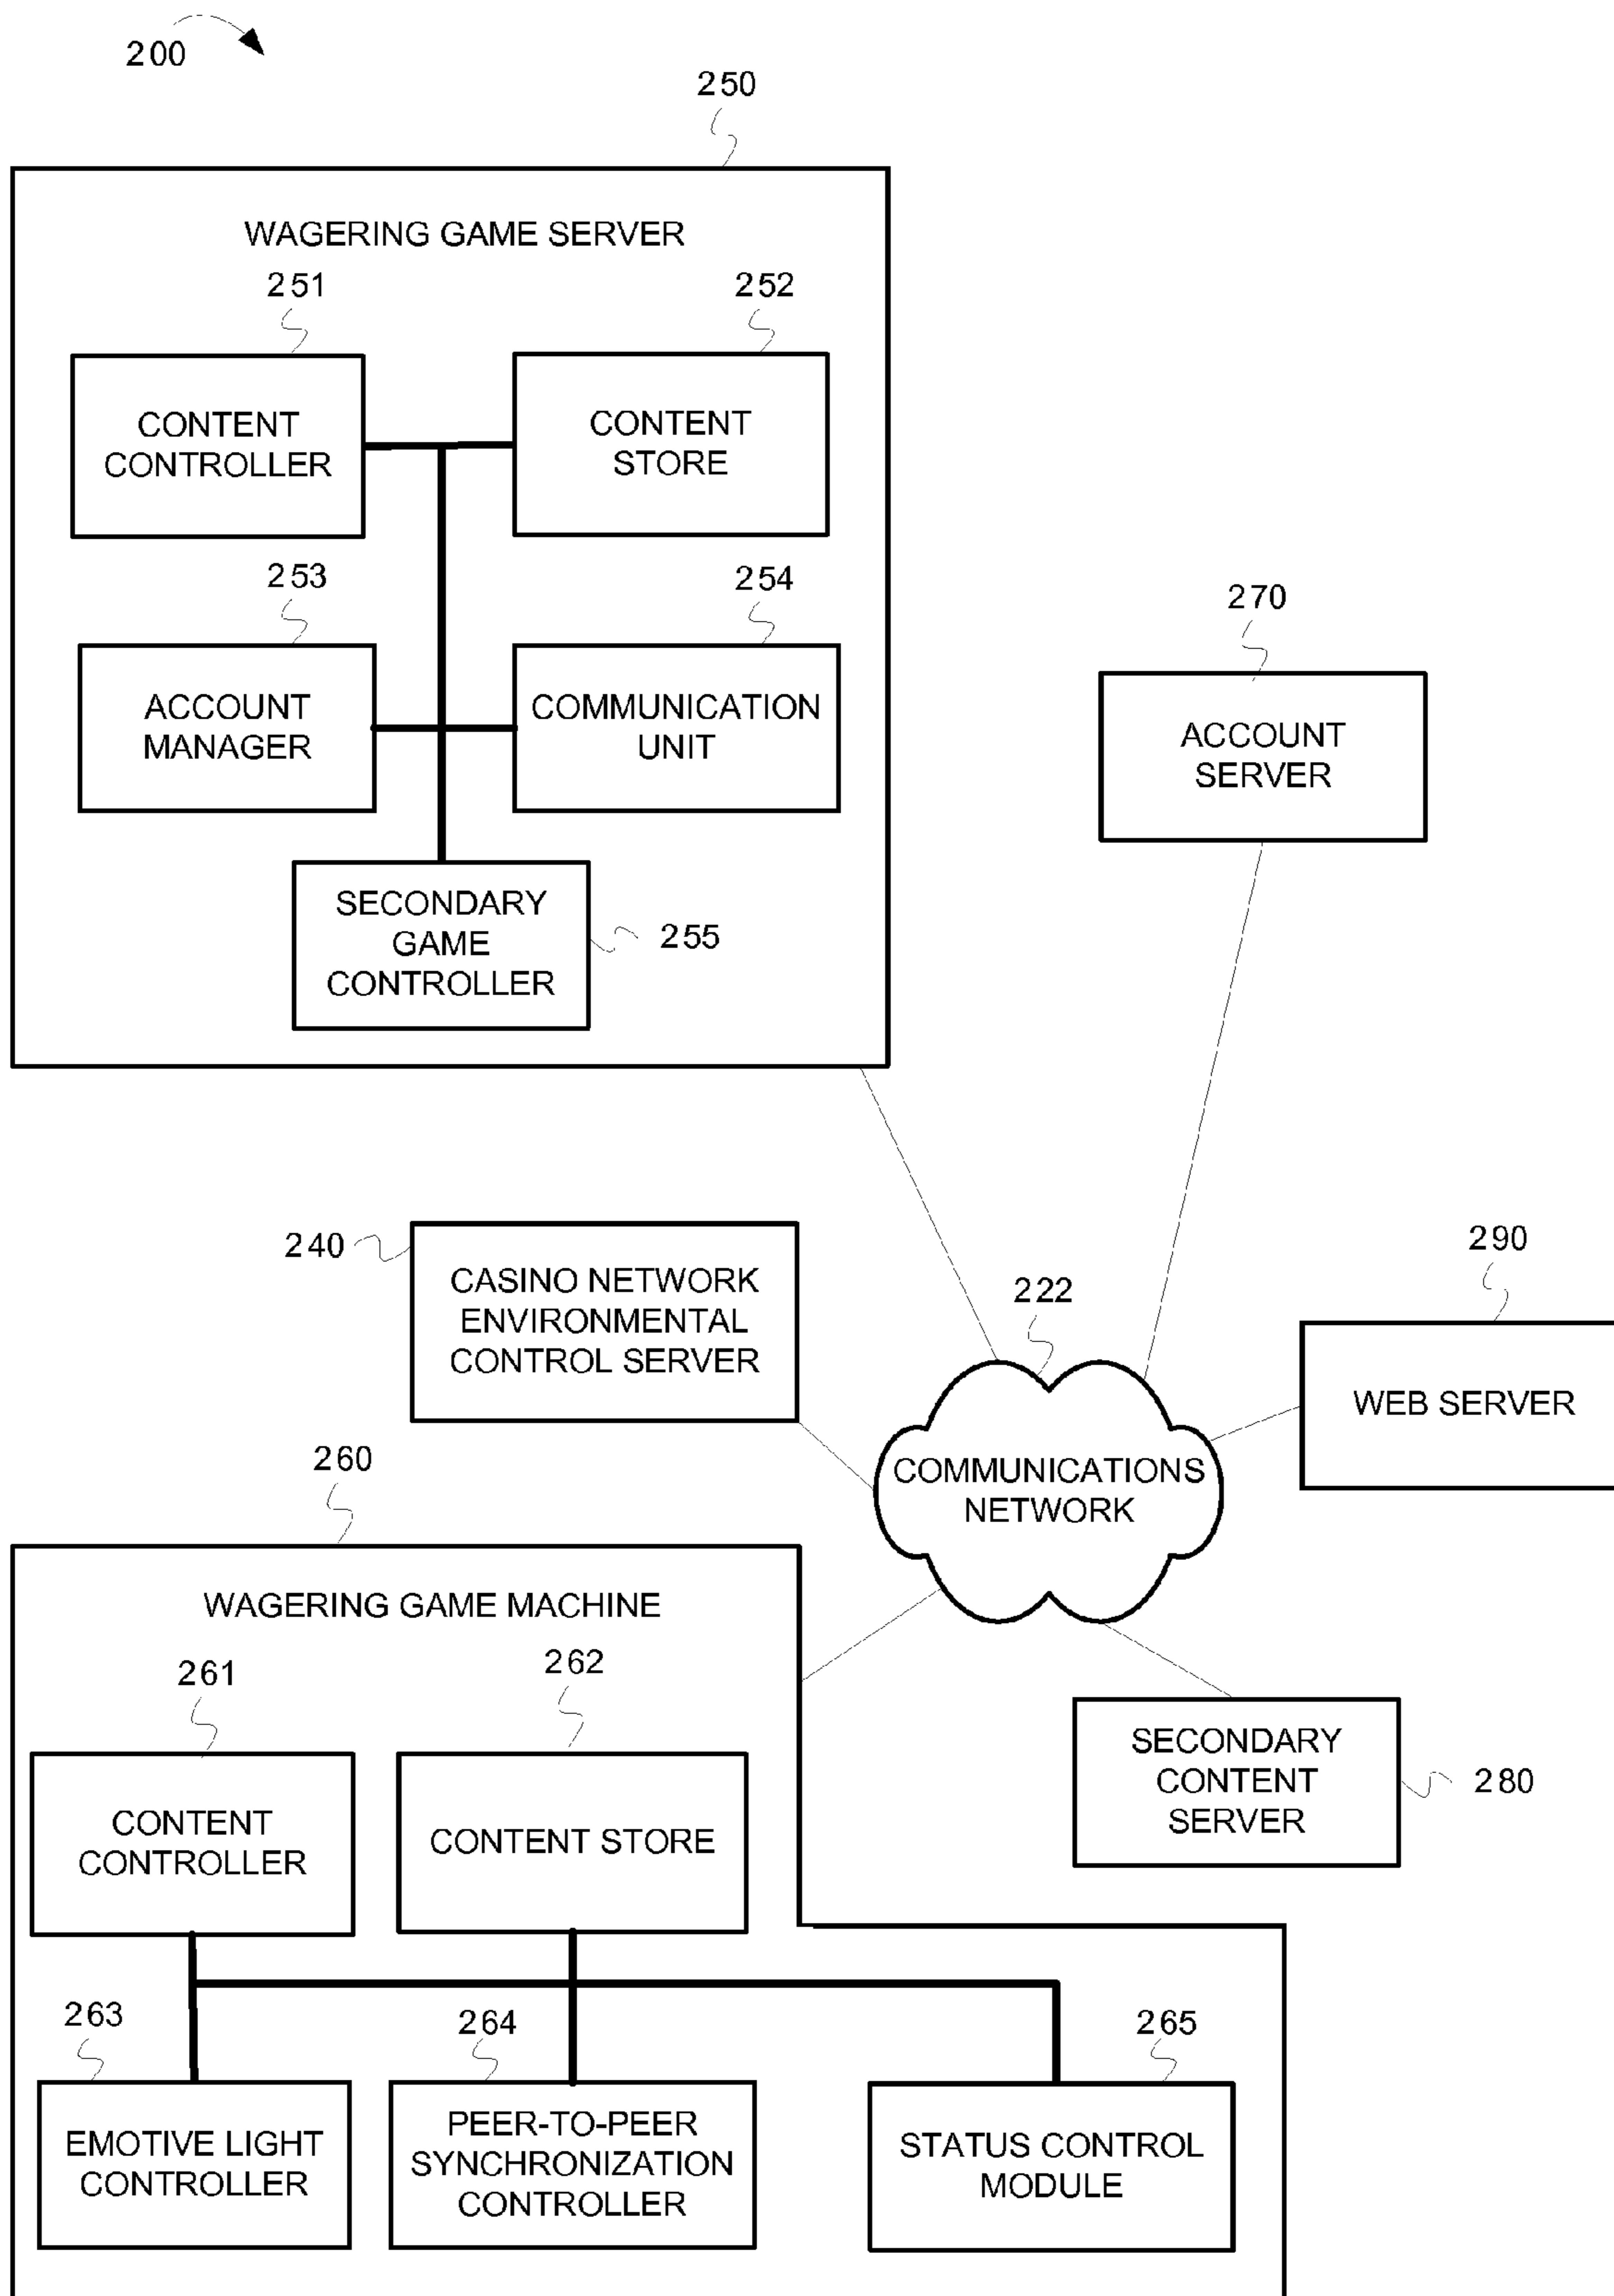 200
250
WAGERING GAME SERVER
251
252
CONTENT
CONTROLLER
CONTENT
STORE
253
254
ACCOUNT
MANAGER
COMMUNICATION
UNIT
SECONDARY
GAME
CONTROLLER
255
270
ACCOUNT
SERVER
240
CASINO NETWORK
ENVIRONMENTAL
CONTROL SERVER
222
COMMUNICATIONS
NETWORK
290
WEB SERVER
260
WAGERING GAME MACHINE
261
262
CONTENT
CONTROLLER
CONTENT STORE
SECONDARY
CONTENT
SERVER
280
263
264
265
EMOTIVE LIGHT
CONTROLLER
PEER-TO-PEER
SYNCHRONIZATION
CONTROLLER
STATUS CONTROL
MODULE